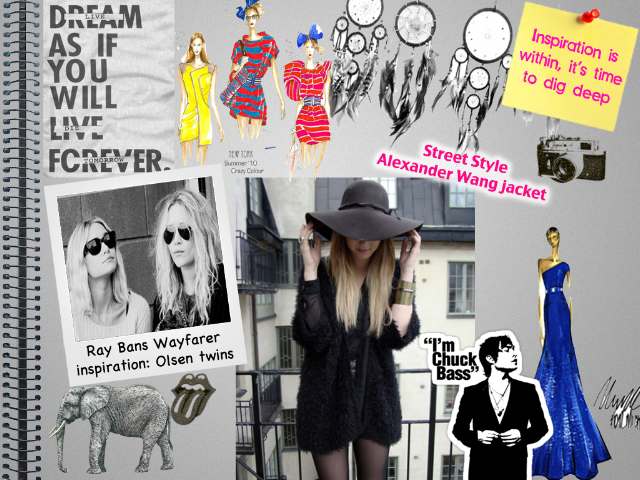 DREAM
LIVE
AS IF
YOU
WILL
LIVE
DIE
FOREVER.
TOMORROW
NEW YORK
Summer '10
Crazy Colour
Inspiration is
within, it's time
to dig deep
Street Style
Alexander Wang jacket
Ray Bans Wayfarer
inspiration: Olsen twins
"I'm
Chuck
Bass"